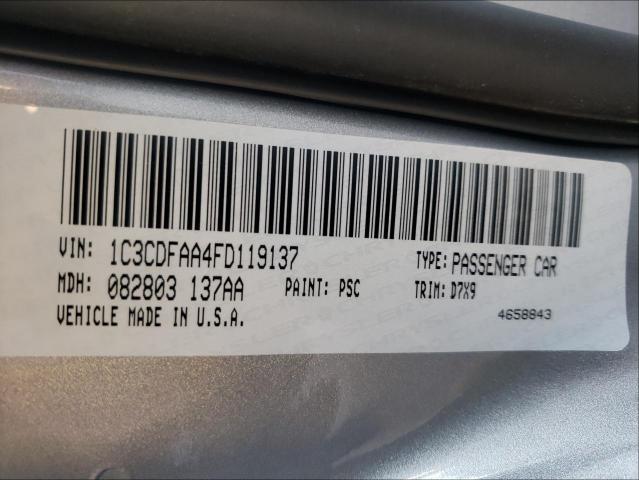 VIN: 1C3CDFAA4FD119137 TYPE: PASSENGER CAR
MDH: 082803 137AA PAINT: PSC TRIM: D7X9
VEHICLE MADE IN U.S.A. 4658843